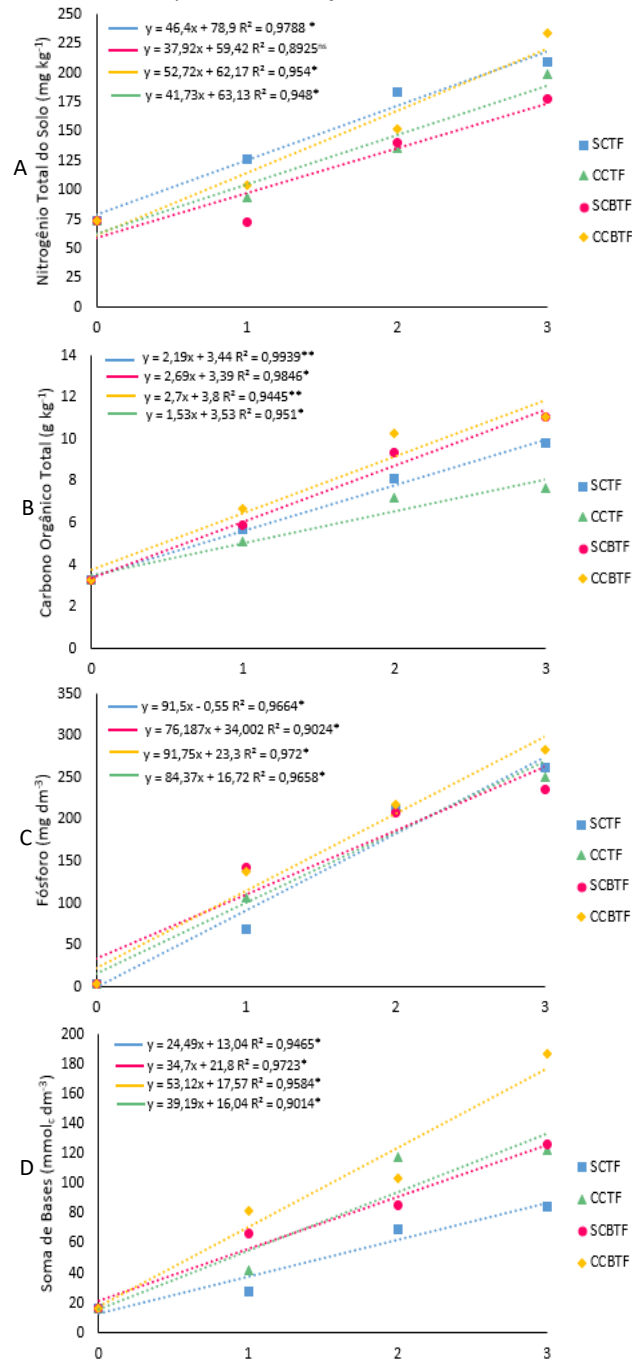 A
Nitrogênio Total do Solo (mg kg⁻¹)
250
225
200
175
150
125
100
75
50
25
0
y = 46,4x + 78,9 R² = 0,9788 *
y = 37,92x + 59,42 R² = 0,8925ⁿˢ
y = 52,72x + 62,17 R² = 0,954*
y = 41,73x + 63,13 R² = 0,948*
SCTF
CCTF
SCBTF
CCBTF
0 1 2 3
B
Carbono Orgânico Total (g kg⁻¹)
14
12
10
8
6
4
2
0
y = 2,19x + 3,44 R² = 0,9939**
y = 2,69x + 3,39 R² = 0,9846*
y = 2,7x + 3,8 R² = 0,9445**
y = 1,53x + 3,53 R² = 0,951*
SCTF
CCTF
SCBTF
CCBTF
0 1 2 3
C
Fósforo (mg dm⁻³)
350
300
250
200
150
100
50
0
y = 91,5x - 0,55 R² = 0,9664*
y = 76,187x + 34,002 R² = 0,9024*
y = 91,75x + 23,3 R² = 0,972*
y = 84,37x + 16,72 R² = 0,9658*
SCTF
CCTF
SCBTF
CCBTF
0 1 2 3
D
Soma de Bases (mmolc dm⁻³)
200
180
160
140
120
100
80
60
40
20
0
y = 24,49x + 13,04 R² = 0,9465*
y = 34,7x + 21,8 R² = 0,9723*
y = 53,12x + 17,57 R² = 0,9584*
y = 39,19x + 16,04 R² = 0,9014*
SCTF
CCTF
SCBTF
CCBTF
0 1 2 3